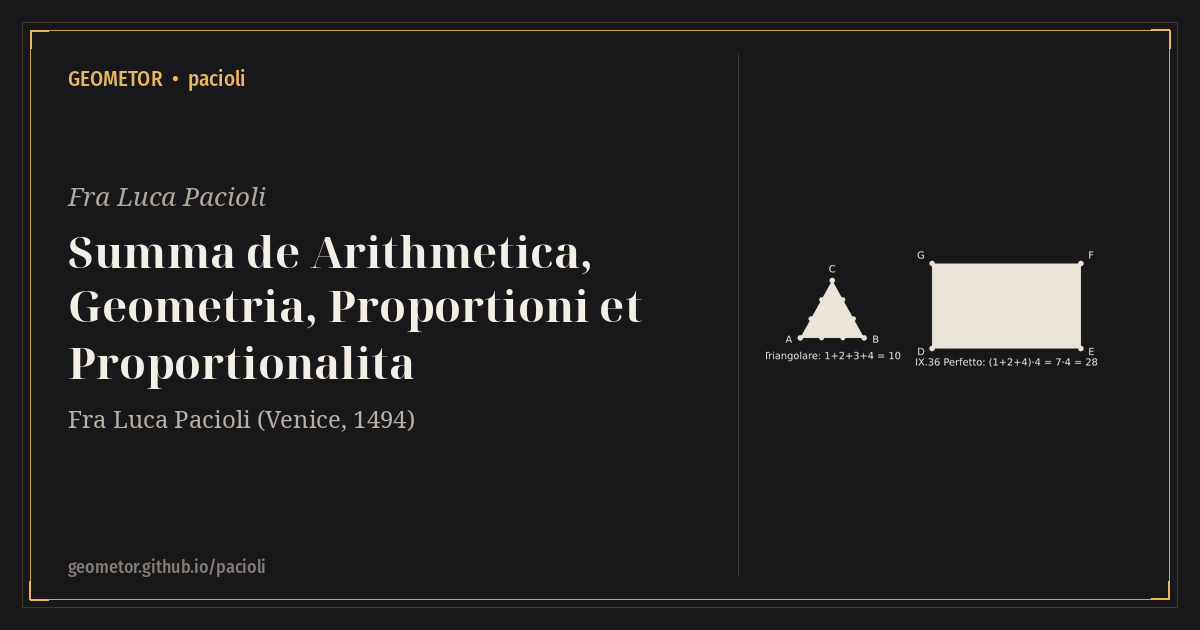 GEOMETOR • pacioli
Fra Luca Pacioli
Summa de Arithmetica,
Geometria, Proportioni et
Proportionalita
Fra Luca Pacioli (Venice, 1494)
geometor.github.io/pacioli
C
A
B
Triangolare: 1+2+3+4 = 10
G
F
D
E
IX.36 Perfetto: (1+2+4)·4 = 7·4 = 28